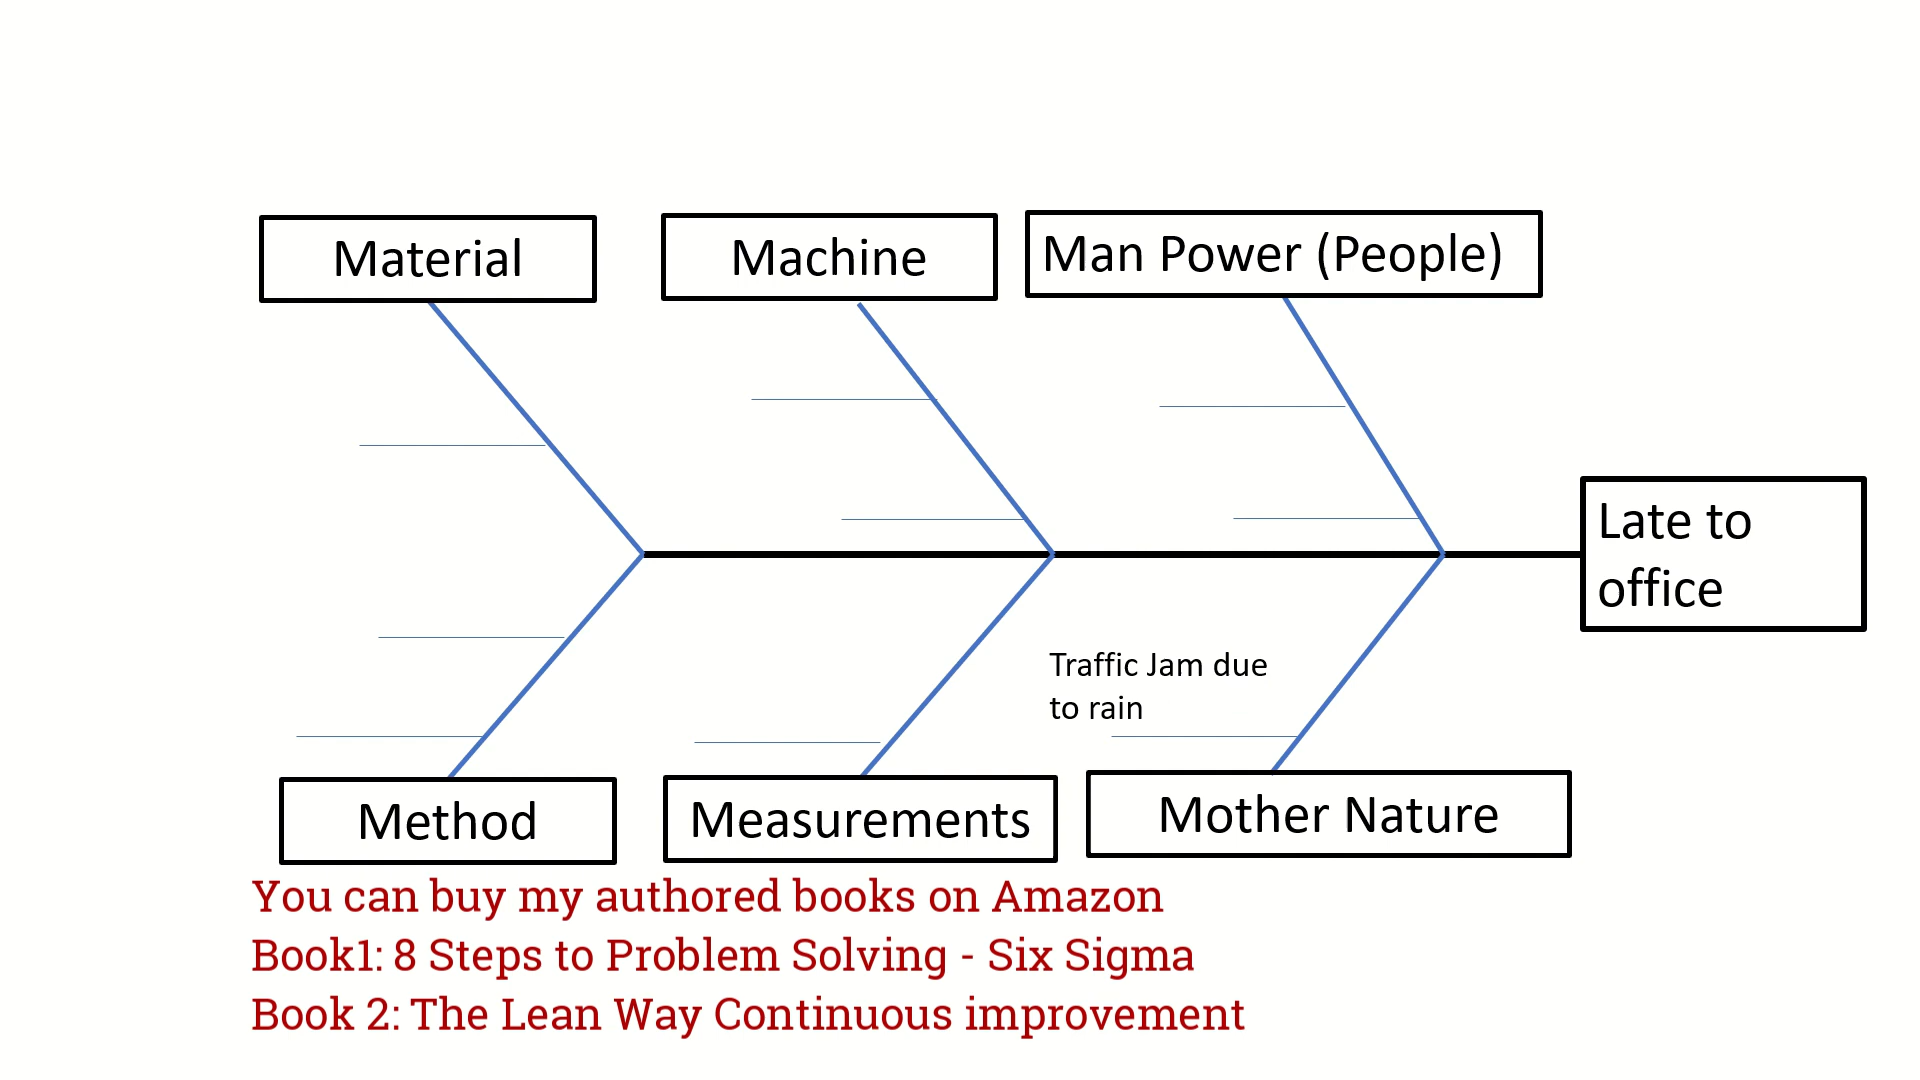 Material
Machine
Man Power (People)
Late to
office
Traffic Jam due
to rain
Method
Measurements
Mother Nature
You can buy my authored books on Amazon
Book1: 8 Steps to Problem Solving - Six Sigma
Book 2: The Lean Way Continuous improvement